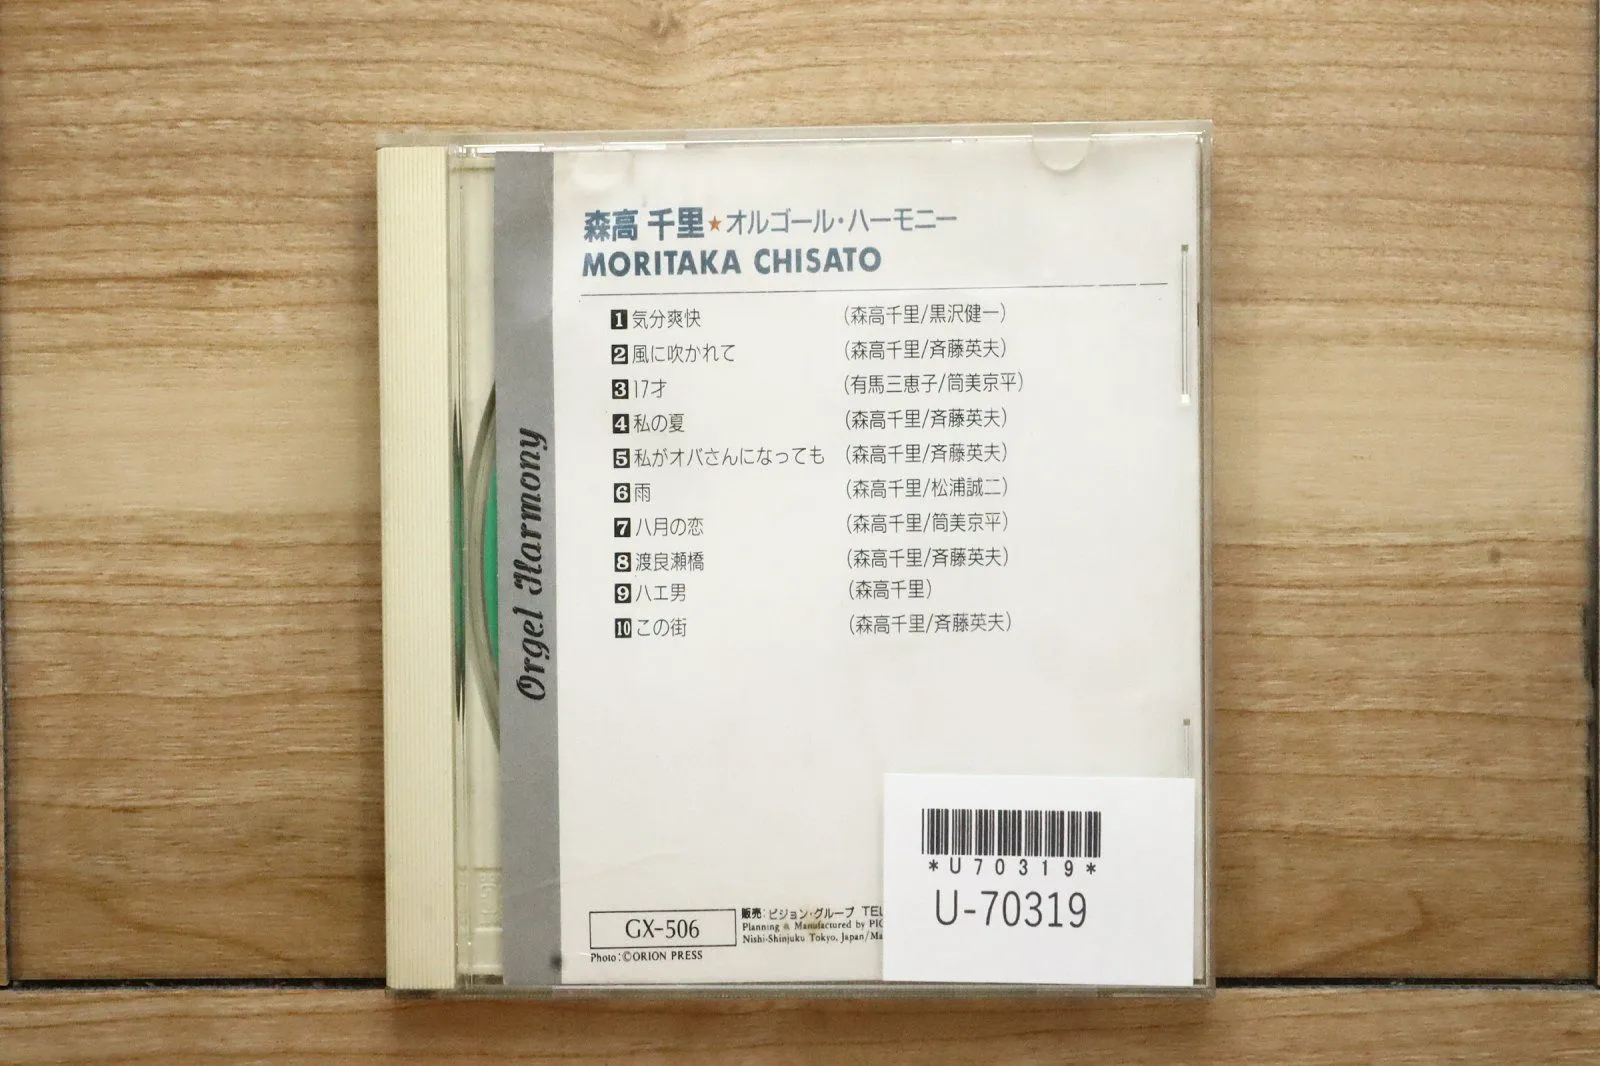 森高 千里★オルゴール・ハーモニー
MORITAKA CHISATO
1 気分爽快 (森高千里/黒沢健一)
2 風に吹かれて (森高千里/斉藤英夫)
3 17才 (有馬三恵子/筒美京平)
4 私の夏 (森高千里/斉藤英夫)
5 私がオバさんになっても (森高千里/斉藤英夫)
6 雨 (森高千里/松浦誠二)
7 八月の恋 (森高千里/筒美京平)
8 渡良瀬橋 (森高千里/斉藤英夫)
9 ハエ男 (森高千里)
10 この街 (森高千里/斉藤英夫)
Orgel Harmony
GX-506
販売:ビジョン・グループ TEL
Planning & Manufactured by PIC
Nishi-Shinjuku Tokyo, Japan/Ma
Photo:©ORION PRESS
*U70319*
U-70319